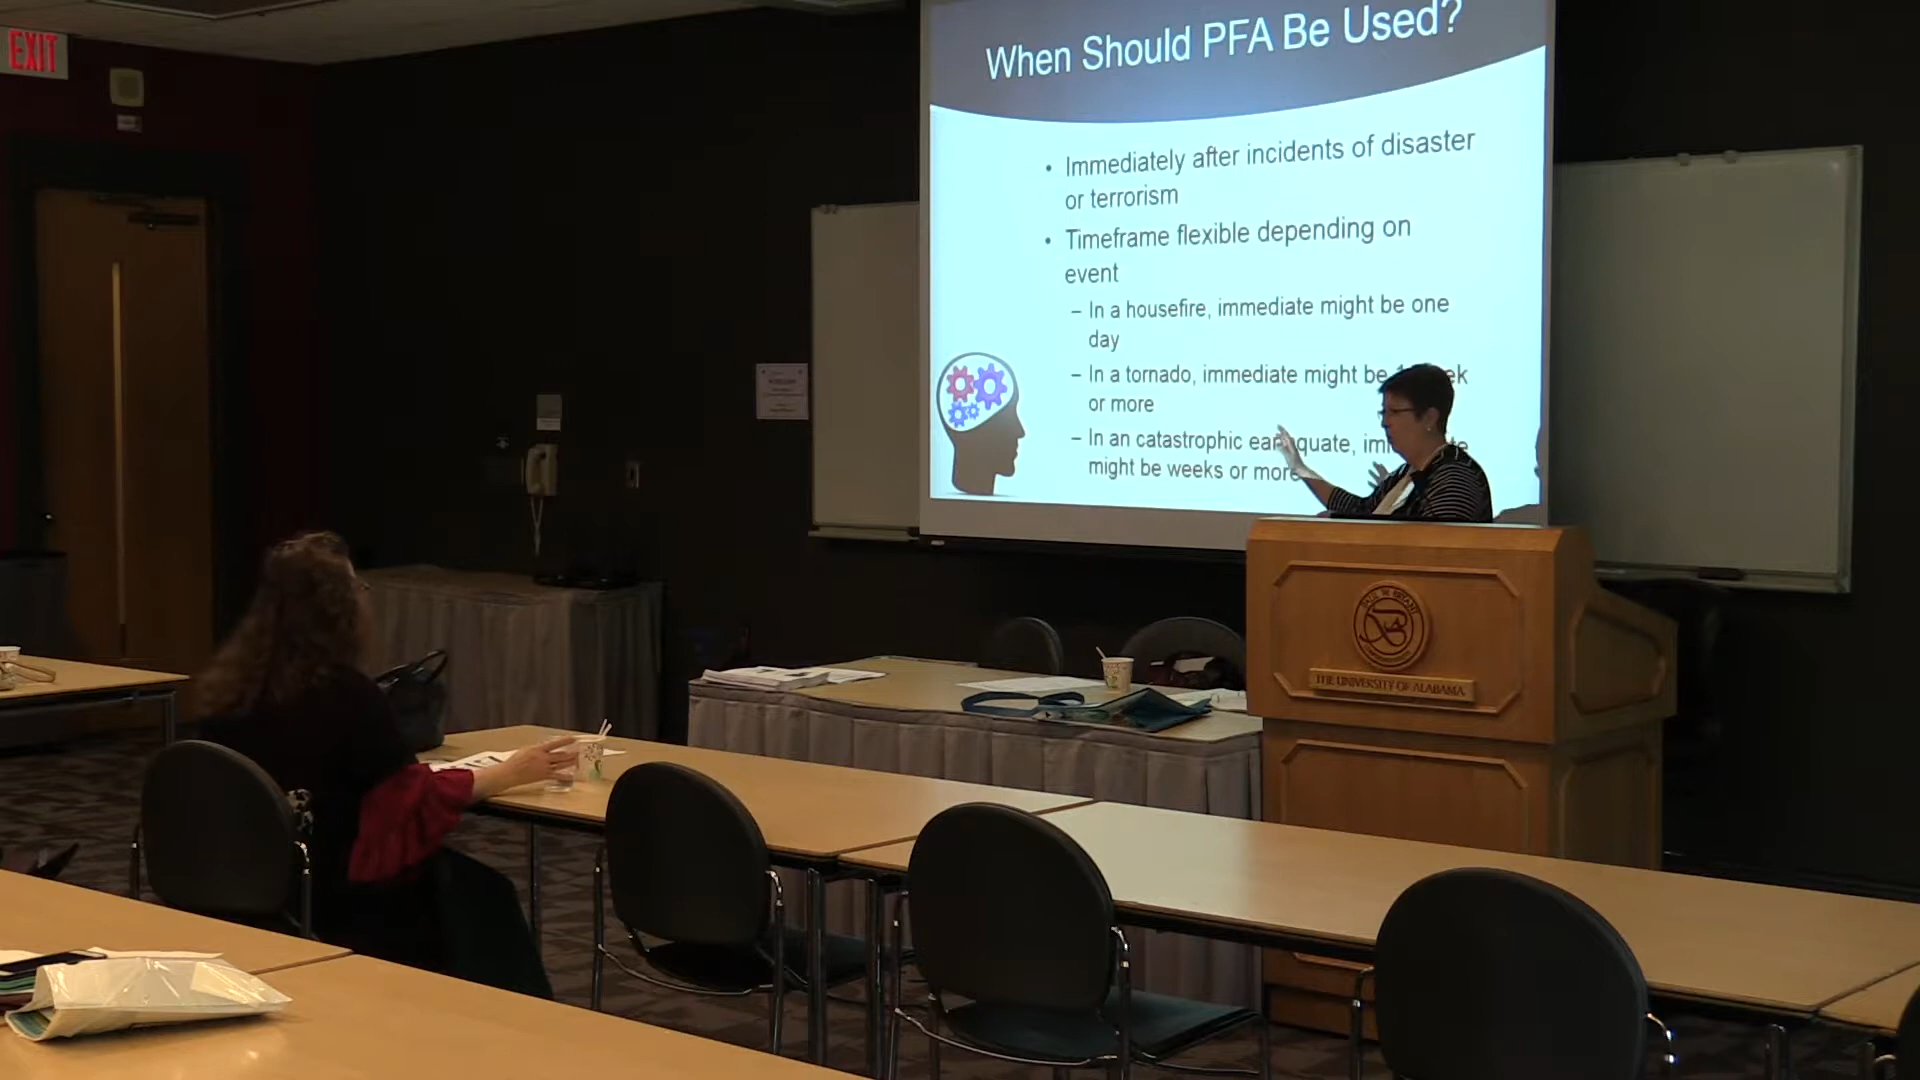 EXIT
When Should PFA Be Used?
• Immediately after incidents of disaster
or terrorism
• Timeframe flexible depending on
event
– In a housefire, immediate might be one
day
– In a tornado, immediate might be
or more
– In an catastrophic
might be weeks or more
PAUL W. BRYANT
THE UNIVERSITY OF ALABAMA